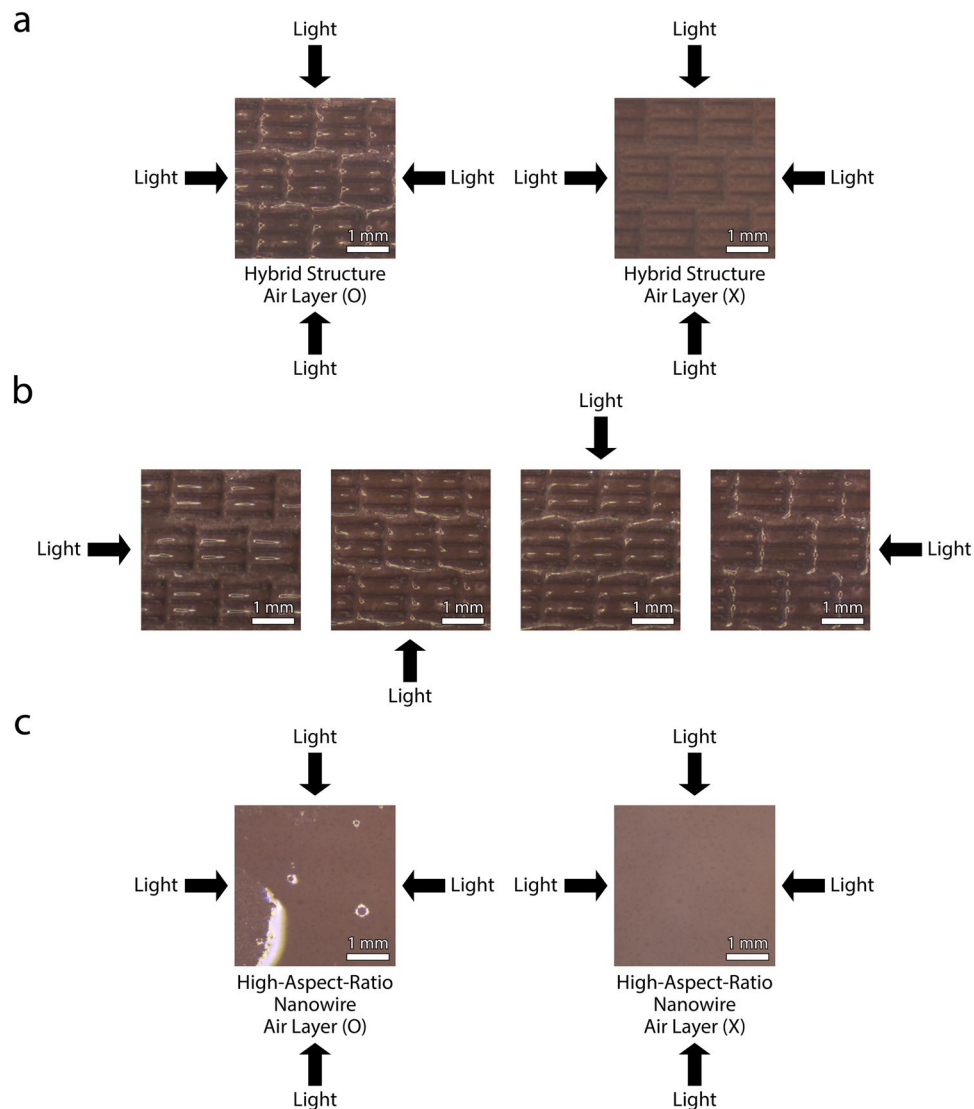 a
Light
Light
Light
Light
Light
Light
1 mm
1 mm
Hybrid Structure
Air Layer (O)
Hybrid Structure
Air Layer (X)
Light
Light
b
Light
Light
Light
1 mm
1 mm
1 mm
1 mm
Light
c
Light
Light
Light
Light
Light
Light
1 mm
1 mm
High-Aspect-Ratio
Nanowire
Air Layer (O)
High-Aspect-Ratio
Nanowire
Air Layer (X)
Light
Light